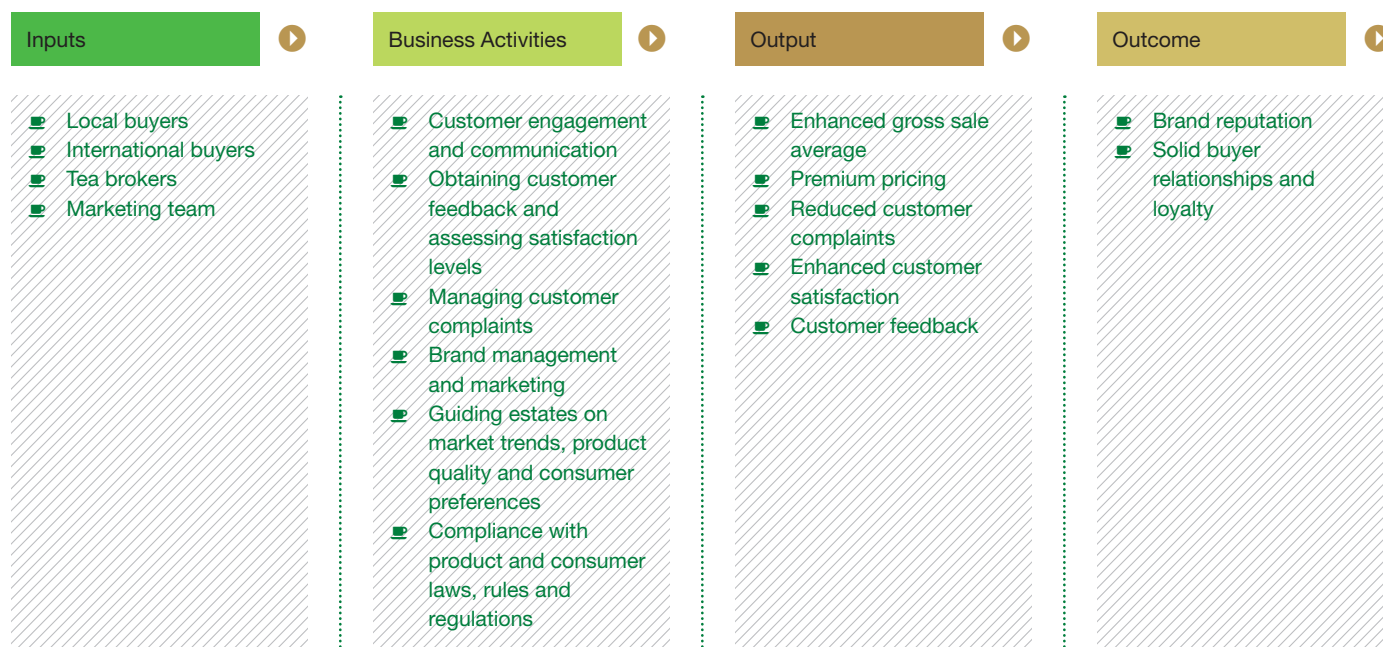 Inputs
Local buyers
International buyers
Tea brokers
Marketing team
Business Activities
Customer engagement
and communication
Obtaining customer
feedback and
assessing satisfaction
levels
Managing customer
complaints
Brand management
and marketing
Guiding estates on
market trends, product
quality and consumer
preferences
Compliance with
product and consumer
laws, rules and
regulations
Output
Enhanced gross sale
average
Premium pricing
Reduced customer
complaints
Enhanced customer
satisfaction
Customer feedback
Outcome
Brand reputation
Solid buyer
relationships and
loyalty